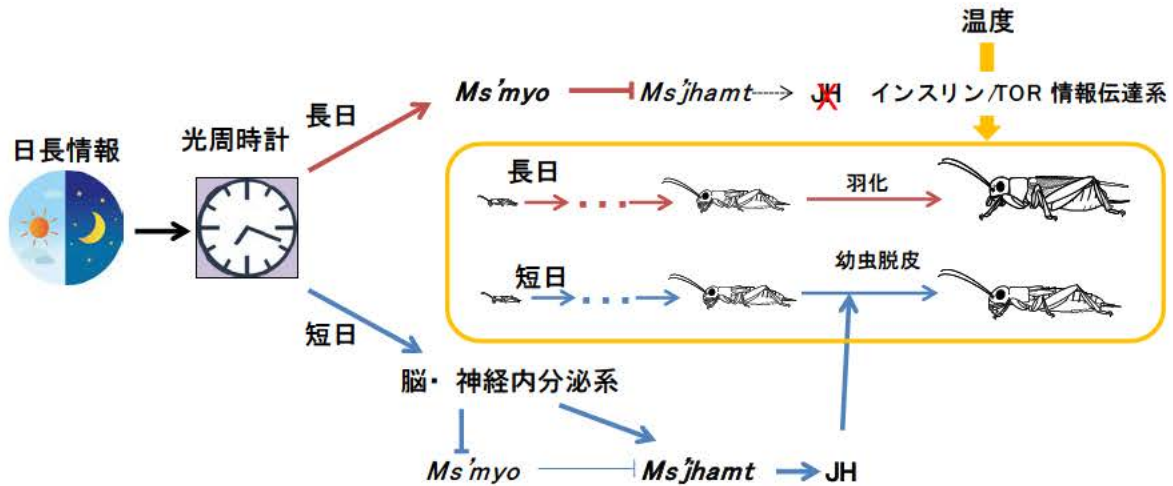 温度
Ms'myo
Ms'jhamt
JH
インスリン/TOR 情報伝達系
長日
光周時計
日長情報
長日
羽化
短日
幼虫脱皮
短日
脳・神経内分泌系
Ms'myo
Ms'jhamt
JH